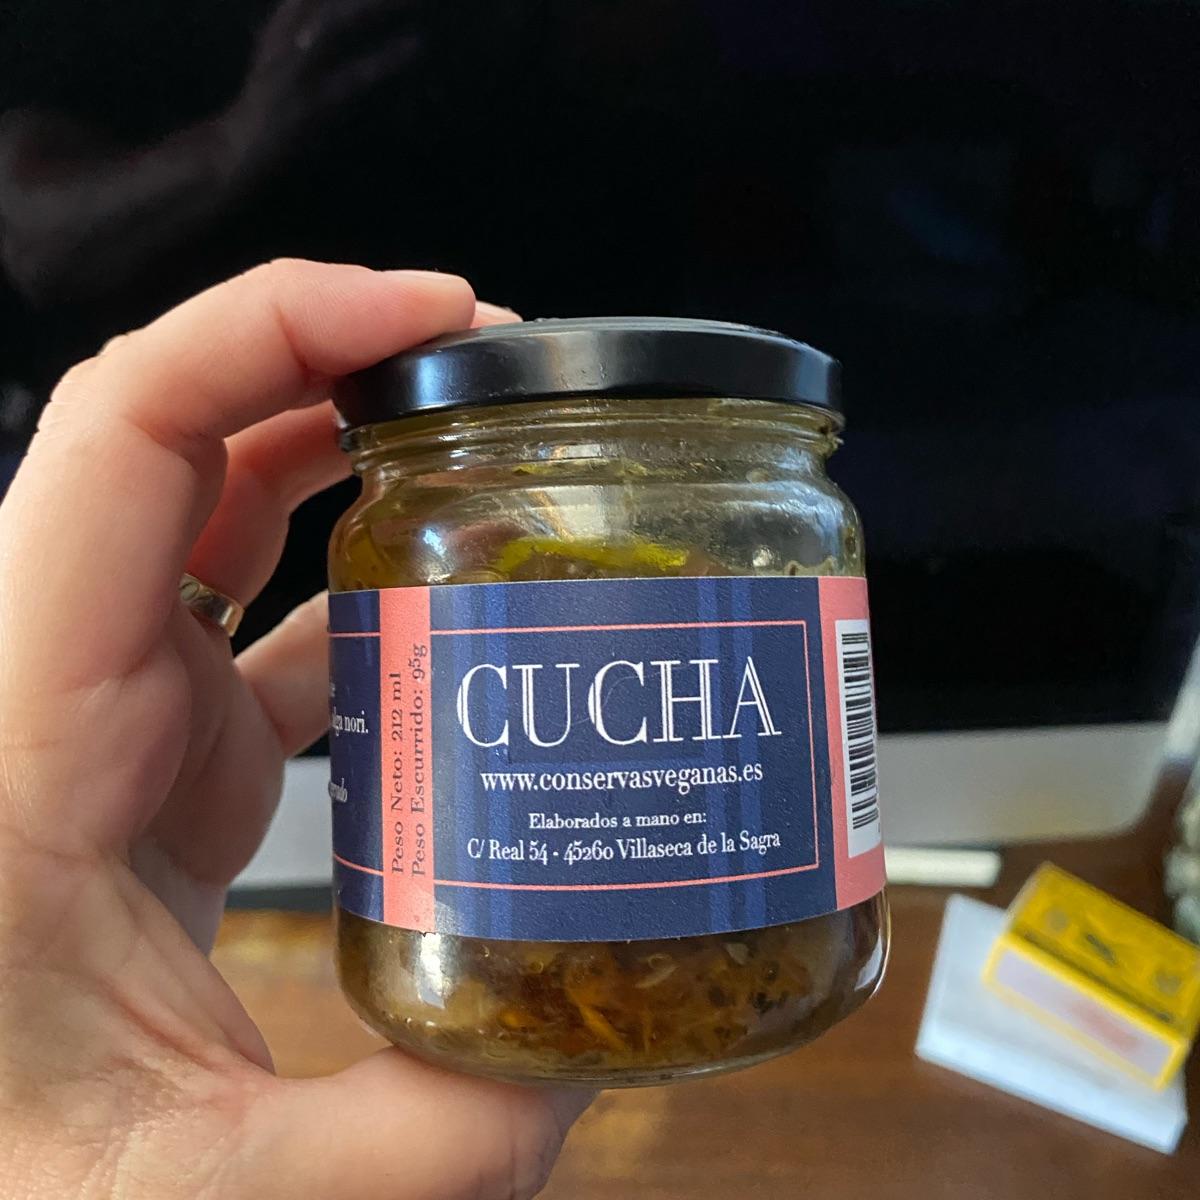 alga nori.
Peso Neto: 212 ml
Peso Escurrido: 95g
CUCHA
www.conservasveganas.es
Elaborados a mano en:
C/ Real 54 - 45260 Villaseca de la Sagra